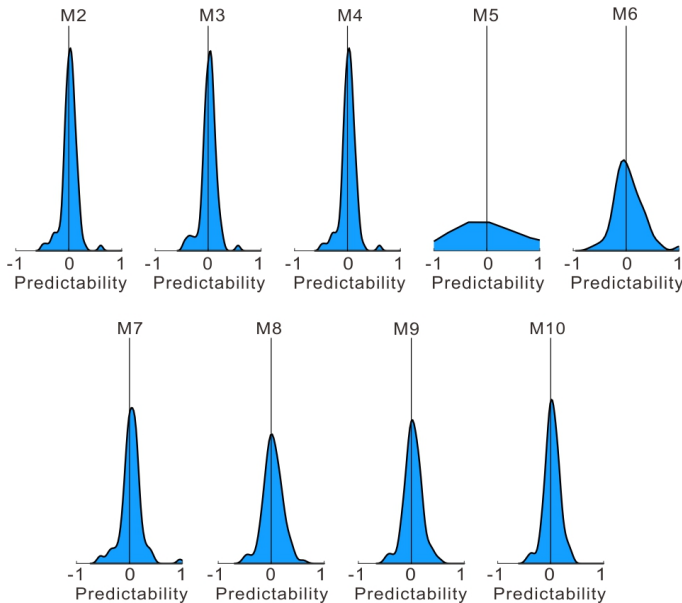 M2 M3 M4 M5 M6
-1 0 1 -1 0 1 -1 0 1 -1 0 1 -1 0 1
Predictability Predictability Predictability Predictability Predictability
M7 M8 M9 M10
-1 0 1 -1 0 1 -1 0 1 -1 0 1
Predictability Predictability Predictability Predictability